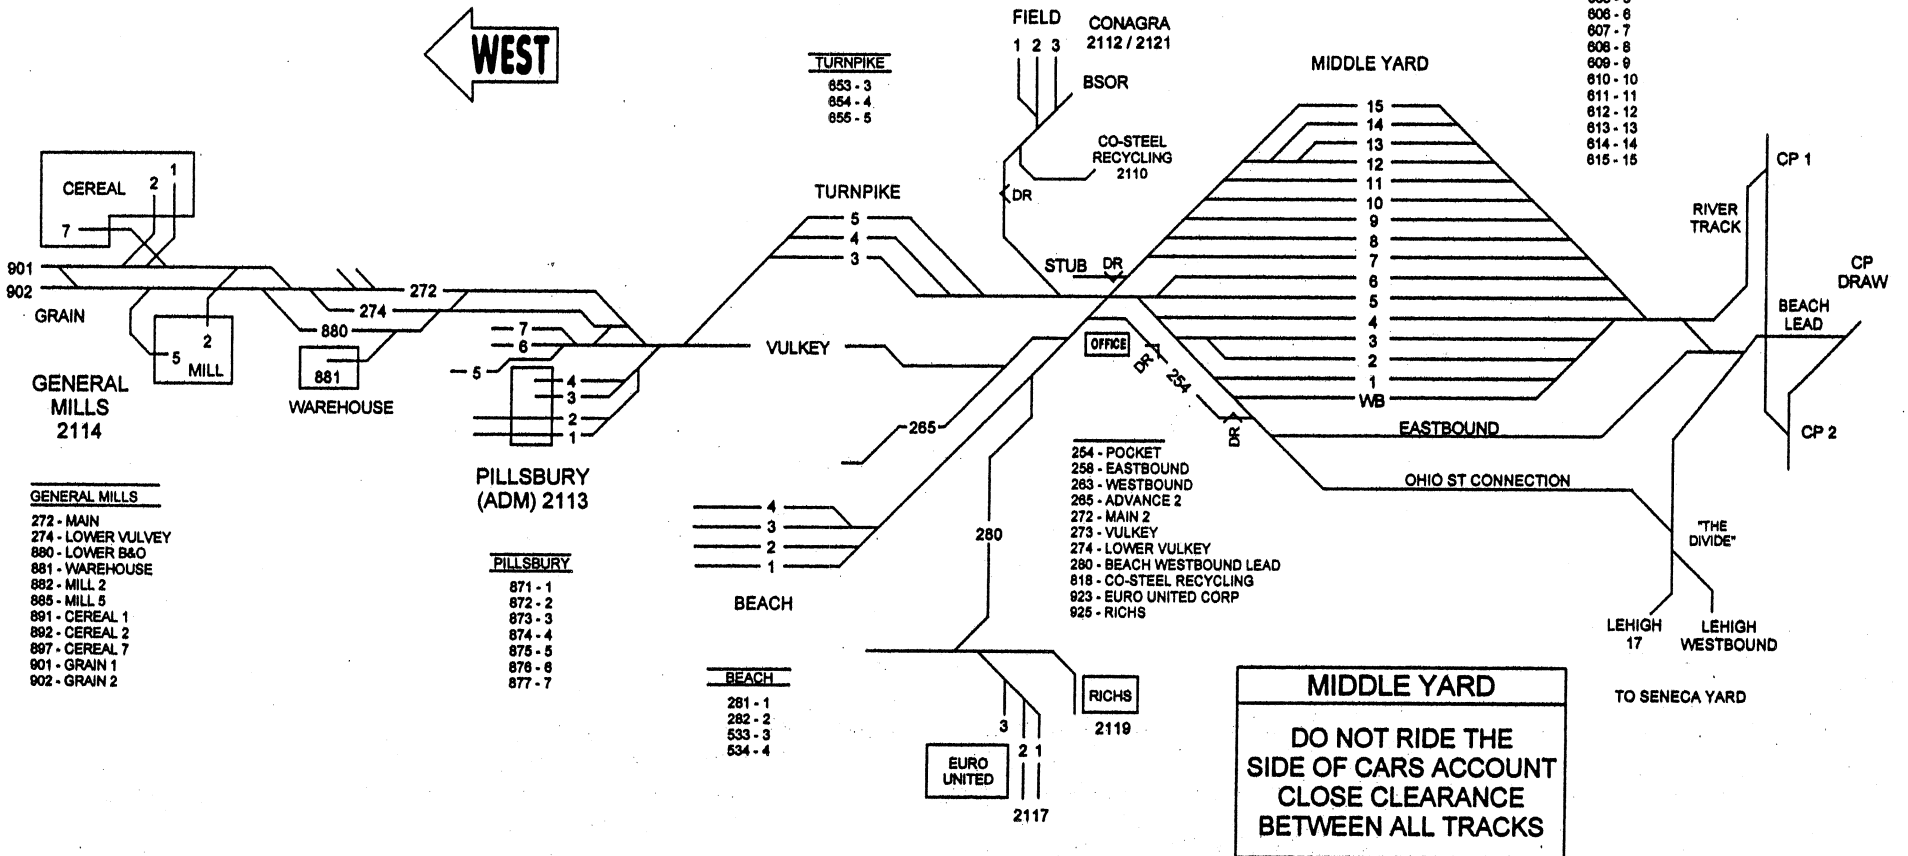 WEST
FIELD
1 2 3
CONAGRA
2112 / 2121
BSOR
CO-STEEL
RECYCLING
2110
DR
TURNPIKE
653 - 3
654 - 4
655 - 5
MIDDLE YARD
15
14
13
12
11
10
9
8
7
6
5
4
3
2
1
WB
606 - 6
607 - 7
608 - 8
609 - 9
610 - 10
611 - 11
612 - 12
613 - 13
614 - 14
615 - 15
CP 1
RIVER
TRACK
CP
DRAW
BEACH
LEAD
CP 2
CEREAL
2
1
7
901
902
GRAIN
5
2
MILL
GENERAL
MILLS
2114
272
274
880
881
WAREHOUSE
TURNPIKE
5
4
3
STUB DR
7
6
5
4
3
2
1
PILLSBURY
(ADM) 2113
VULKEY
OFFICE
DR
254
DR
265
EASTBOUND
OHIO ST CONNECTION
"THE
DIVIDE"
LEHIGH
17
LEHIGH
WESTBOUND
TO SENECA YARD
4
3
2
1
BEACH
280
254 - POCKET
258 - EASTBOUND
263 - WESTBOUND
265 - ADVANCE 2
272 - MAIN 2
273 - VULKEY
274 - LOWER VULKEY
280 - BEACH WESTBOUND LEAD
818 - CO-STEEL RECYCLING
923 - EURO UNITED CORP
925 - RICHS
GENERAL MILLS
272 - MAIN
274 - LOWER VULVEY
880 - LOWER B&O
881 - WAREHOUSE
882 - MILL 2
885 - MILL 5
891 - CEREAL 1
892 - CEREAL 2
897 - CEREAL 7
901 - GRAIN 1
902 - GRAIN 2
PILLSBURY
871 - 1
872 - 2
873 - 3
874 - 4
875 - 5
876 - 6
877 - 7
BEACH
281 - 1
282 - 2
533 - 3
534 - 4
RICHS
2119
3
2 1
EURO
UNITED
2117
MIDDLE YARD
DO NOT RIDE THE
SIDE OF CARS ACCOUNT
CLOSE CLEARANCE
BETWEEN ALL TRACKS